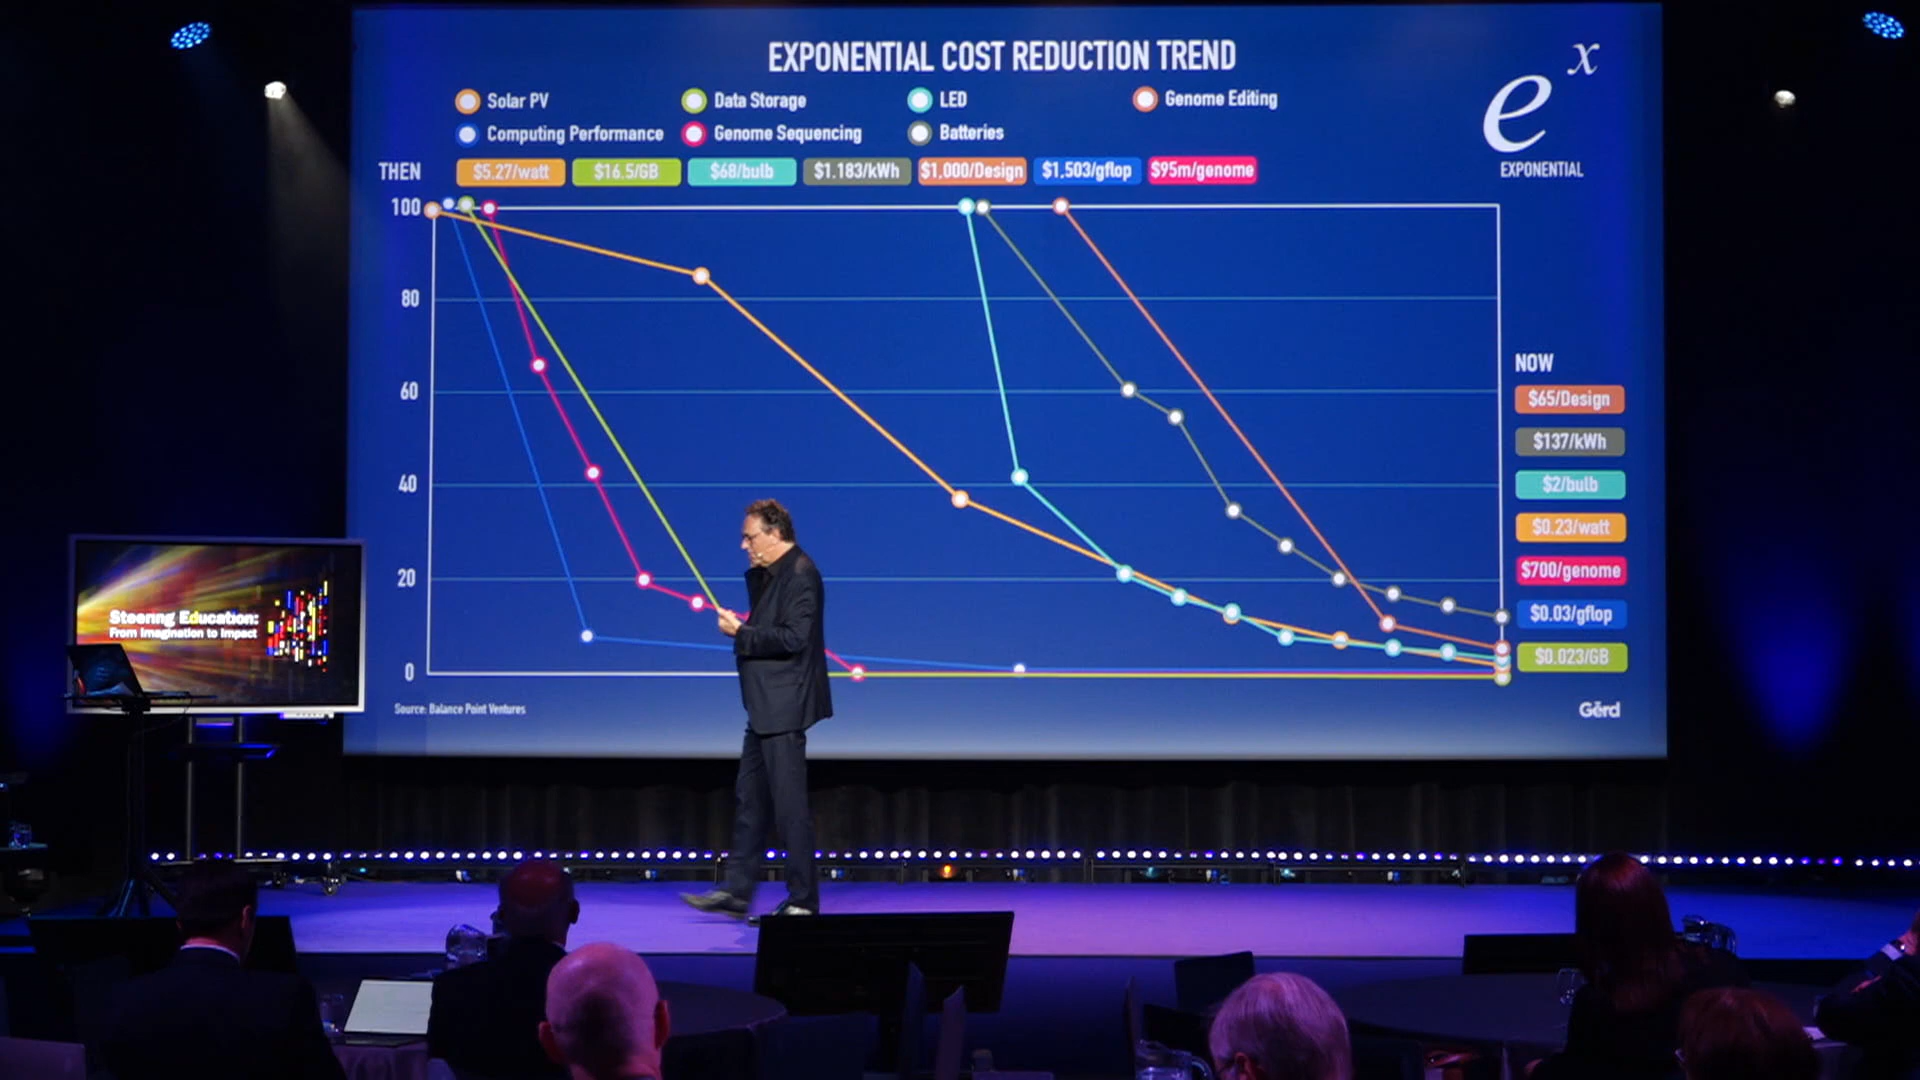 EXPONENTIAL COST REDUCTION TREND
e x
EXPONENTIAL
Solar PV Data Storage LED Genome Editing
Computing Performance Genome Sequencing Batteries
THEN $5.27/watt $16.5/GB $68/bulb $1.183/kWh $1,000/Design $1,503/gflop $95m/genome
100
80
60
40
20
0
NOW
$65/Design
$137/kWh
$2/bulb
$0.23/watt
$700/genome
$0.03/gflop
$0.023/GB
Source: Balance Point Ventures
Gērd
Steering Education:
From Imagination to Impact